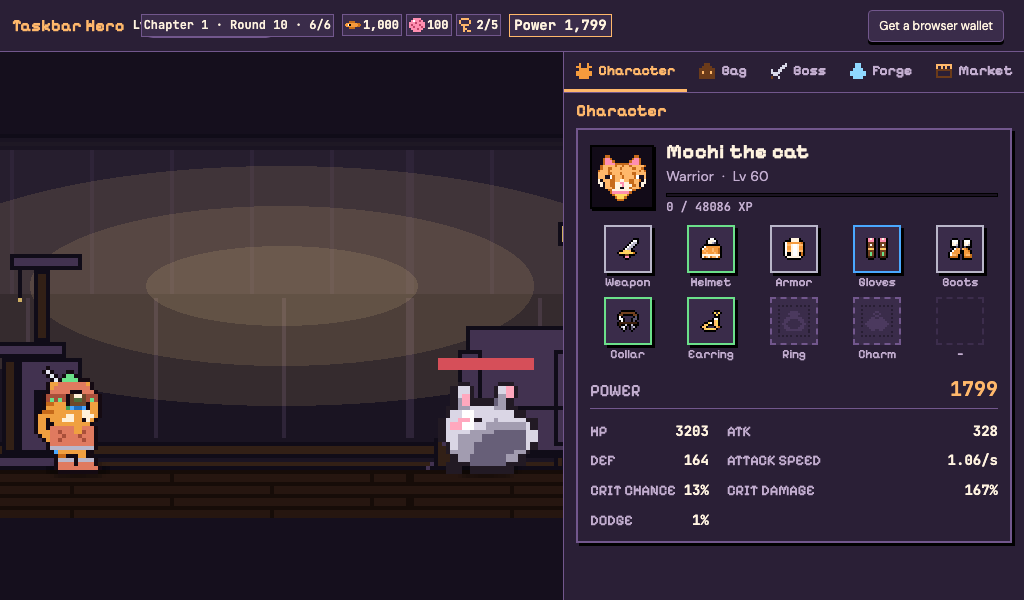 Taskbar Hero
L
Chapter 1 · Round 10 · 6/6
1,000
100
2/5
Power 1,799
Get a browser wallet
Character
Bag
Boss
Forge
Market
Character
Mochi the cat
Warrior · Lv 60
0 / 48086 XP
Weapon
Helmet
Armor
Gloves
Boots
Collar
Earring
Ring
Charm
-
POWER 1799
HP 3203 ATK 328
DEF 164 ATTACK SPEED 1.06/s
CRIT CHANCE 13% CRIT DAMAGE 167%
DODGE 1%